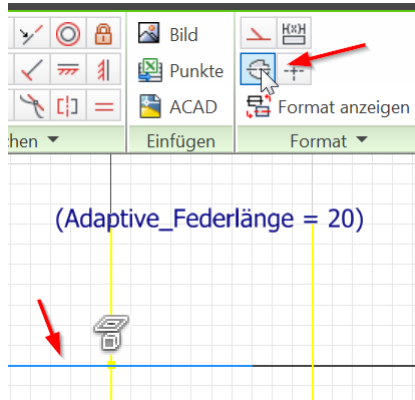 Bild
Punkte
ACAD Format anzeigen
hen Einfügen Format
(Adaptive_Federlänge = 20)